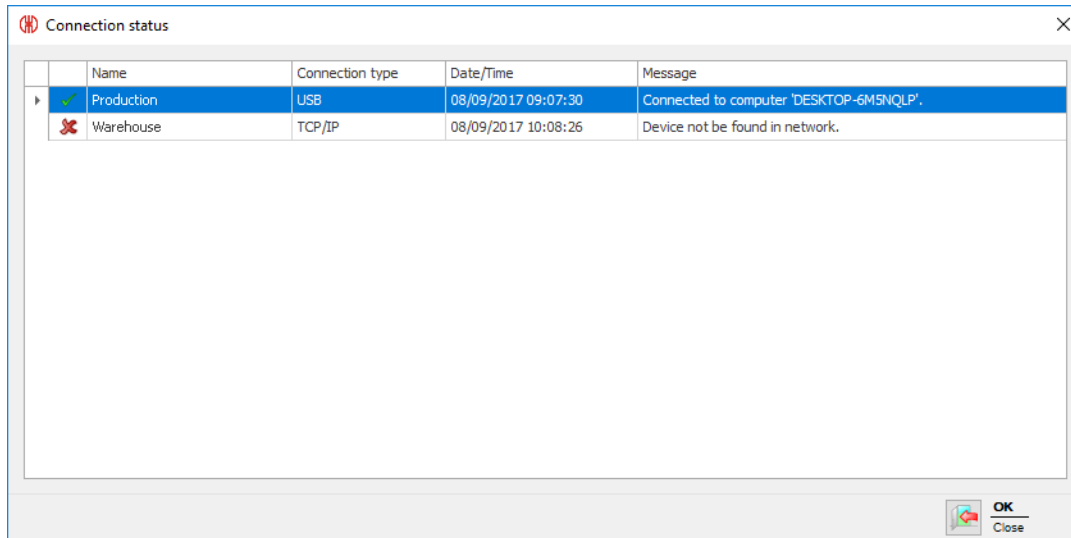 Connection status
Name Connection type Date/Time Message
Production USB 08/09/2017 09:07:30 Connected to computer 'DESKTOP-6M5NQLP'.
Warehouse TCP/IP 08/09/2017 10:08:26 Device not be found in network.
OK
Close